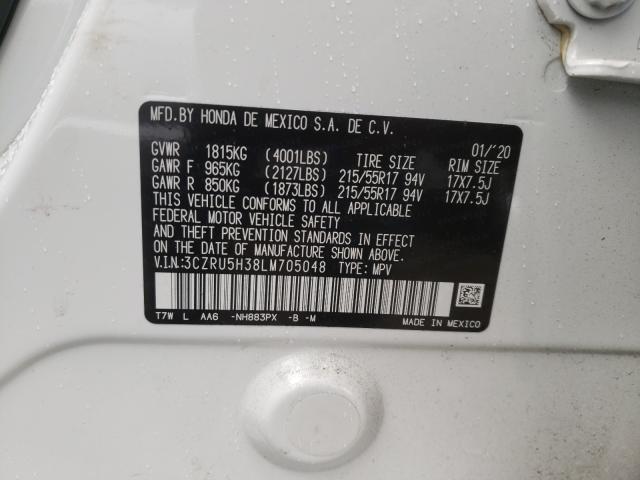 MFD.BY HONDA DE MEXICO S.A. DE C.V.
01/'20
GVWR 1815KG (4001LBS) TIRE SIZE RIM SIZE
GAWR F 965KG (2127LBS) 215/55R17 94V 17X7.5J
GAWR R 850KG (1873LBS) 215/55R17 94V 17X7.5J
THIS VEHICLE CONFORMS TO ALL APPLICABLE
FEDERAL MOTOR VEHICLE SAFETY
AND THEFT PREVENTION STANDARDS IN EFFECT
ON THE DATE OF MANUFACTURE SHOWN ABOVE.
V.I.N.:3CZRU5H38LM705048 TYPE: MPV
T7W L AA6 -NH883PX -B -M
MADE IN MEXICO